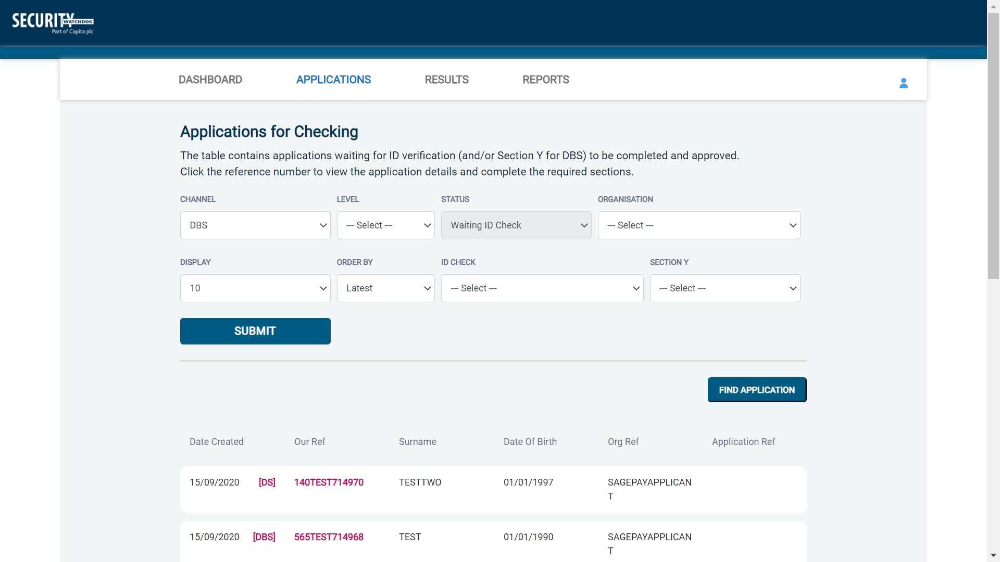 SECURITY
WATCHDOG
Part of Capita plc
DASHBOARD APPLICATIONS RESULTS REPORTS
Applications for Checking
The table contains applications waiting for ID verification (and/or Section Y for DBS) to be completed and approved.
Click the reference number to view the application details and complete the required sections.
CHANNEL LEVEL STATUS ORGANISATION
DBS --- Select --- Waiting ID Check --- Select ---
DISPLAY ORDER BY ID CHECK SECTION Y
10 Latest --- Select --- --- Select ---
SUBMIT
FIND APPLICATION
Date Created Our Ref Surname Date Of Birth Org Ref Application Ref
15/09/2020 [DS] 140TEST714970 TESTTWO 01/01/1997 SAGEPAYAPPLICAN
T
15/09/2020 [DBS] 565TEST714968 TEST 01/01/1990 SAGEPAYAPPLICAN
T